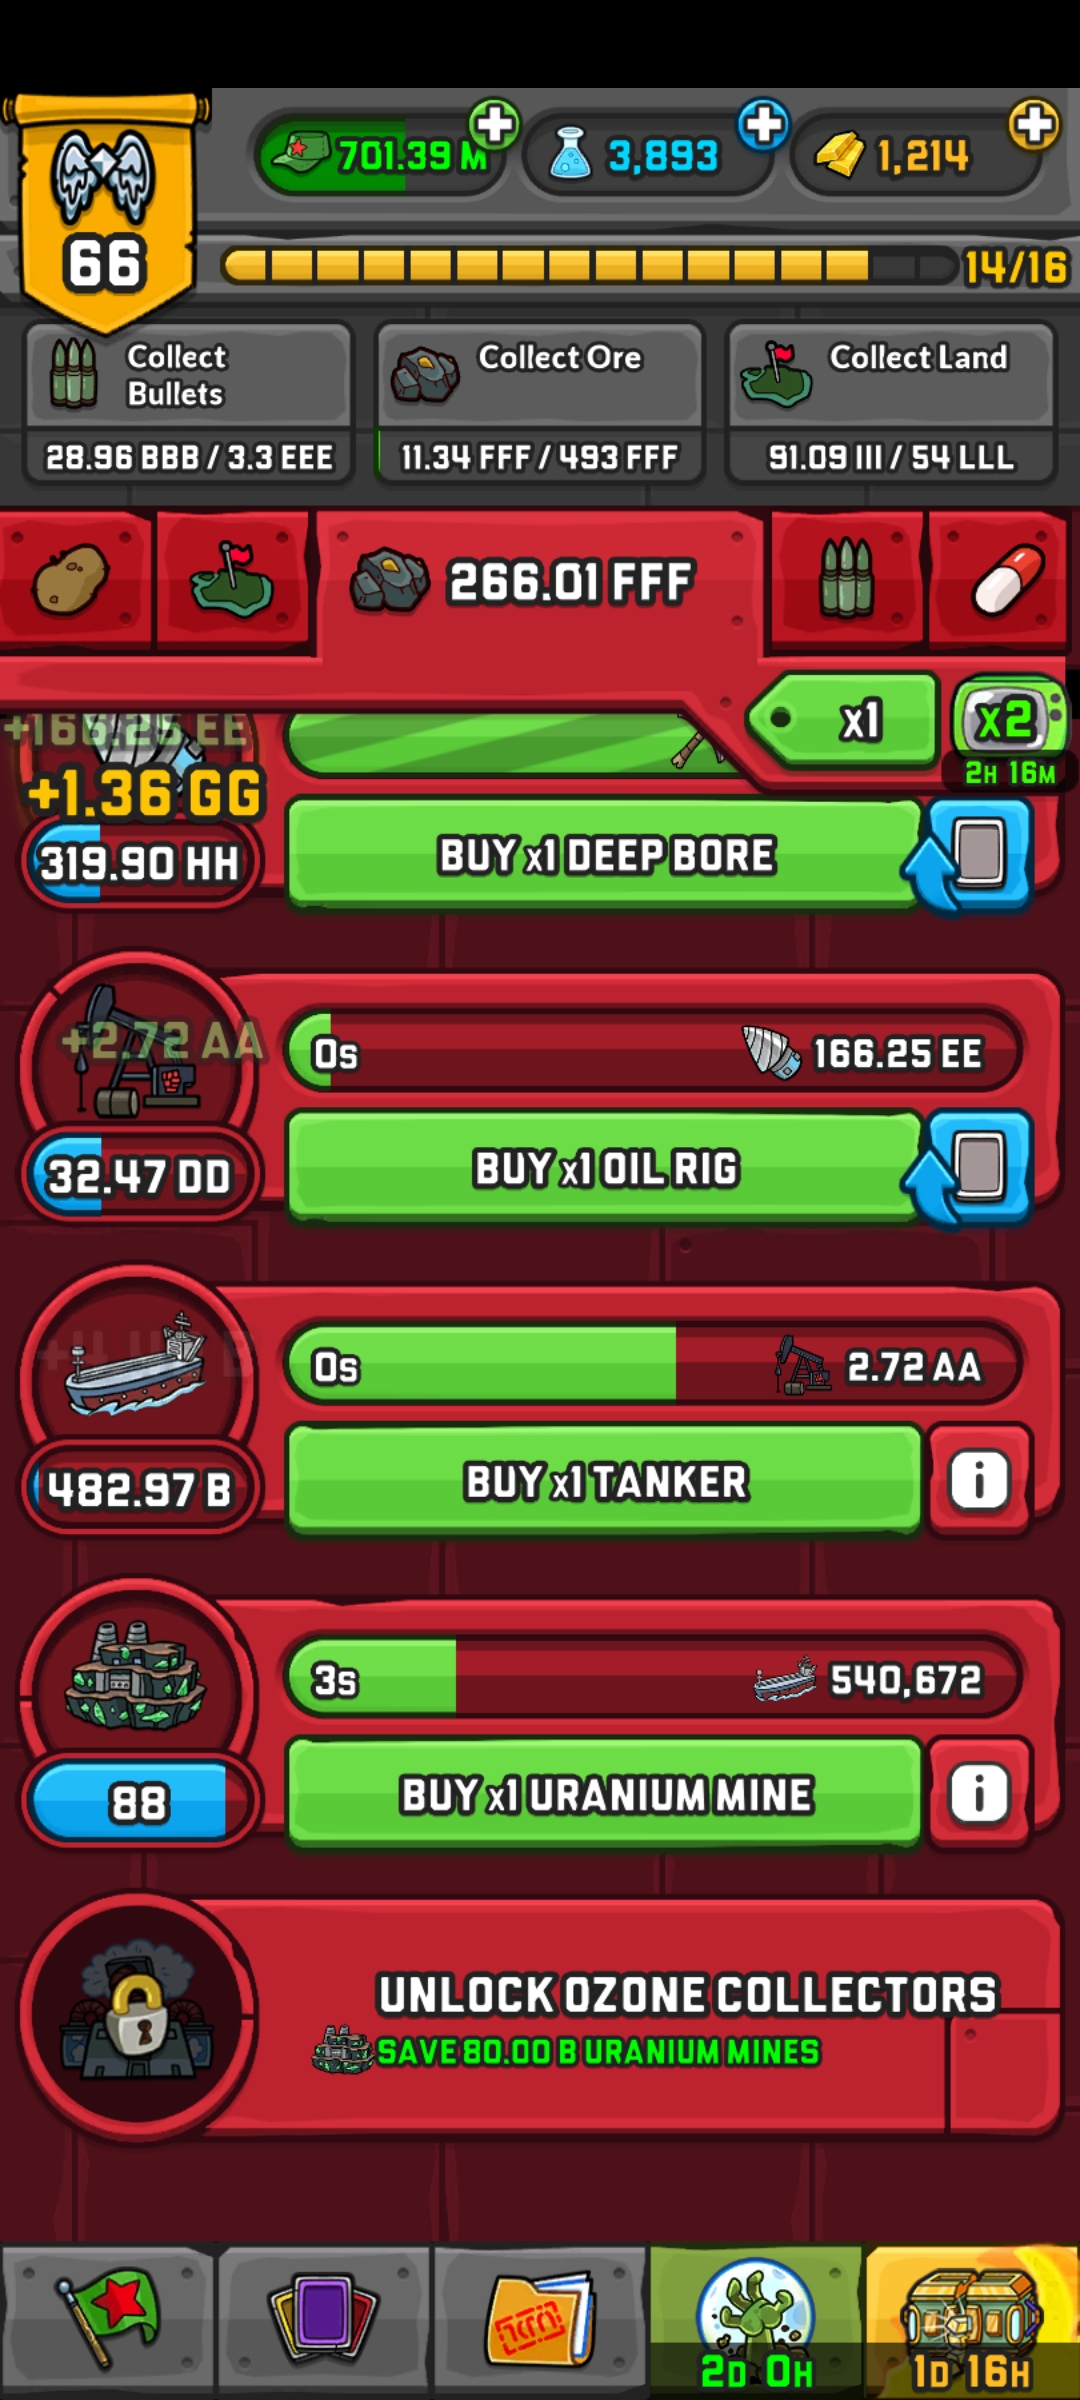 701.39 M
3,893
1,214
66
14/16
Collect
Bullets
Collect Ore
Collect Land
28.96 BBB / 3.3 EEE
11.34 FFF / 493 FFF
91.09 III / 54 LLL
266.01 FFF
x1
x2
2H 16M
+166.25 EE
+1.36 GG
319.90 HH
BUY x1 DEEP BORE
+2.72 AA
0s
166.25 EE
32.47 DD
BUY x1 OIL RIG
0s
2.72 AA
482.97 B
BUY x1 TANKER
i
3s
540,672
88
BUY x1 URANIUM MINE
i
UNLOCK OZONE COLLECTORS
SAVE 80.00 B URANIUM MINES
2D 0H
1D 16H